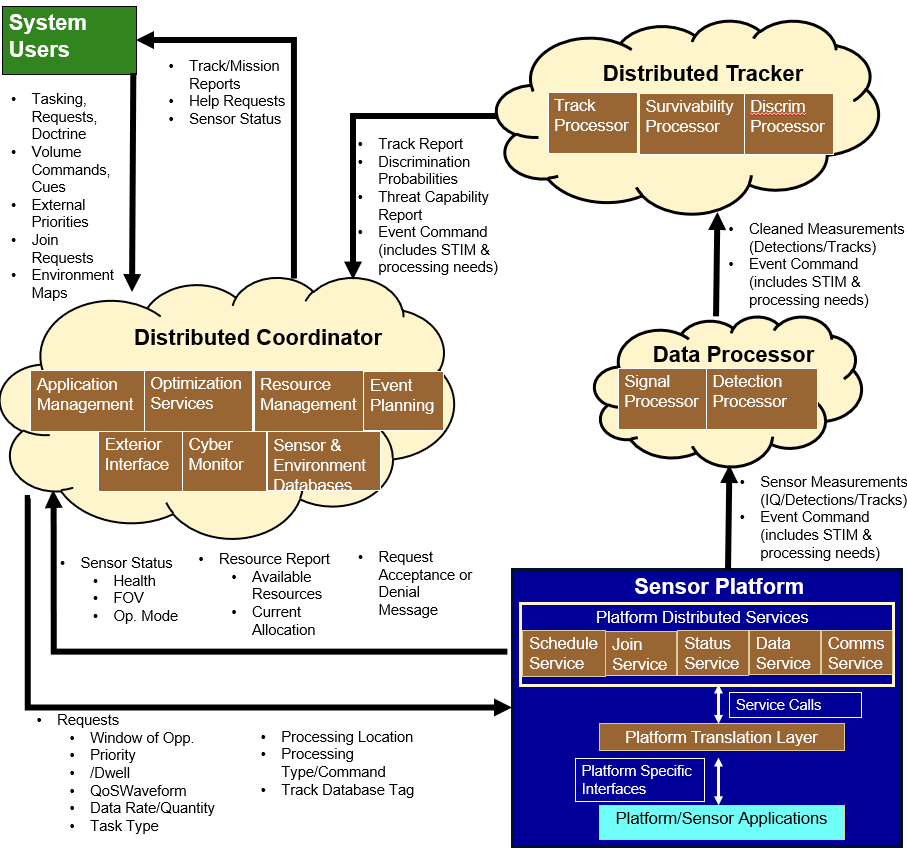 System
Users
• Tasking,
Requests,
Doctrine
• Volume
Commands,
Cues
• External
Priorities
• Join
Requests
• Environment
Maps
• Track/Mission
Reports
• Help Requests
• Sensor Status
Distributed Tracker
Track
Processor
Survivability
Processor
Discrim
Processor
• Track Report
• Discrimination
Probabilities
• Threat Capability
Report
• Event Command
(includes STIM &
processing needs)
• Cleaned Measurements
(Detections/Tracks)
• Event Command
(includes STIM &
processing needs)
Distributed Coordinator
Application
Management
Optimization
Services
Resource
Management
Event
Planning
Exterior
Interface
Cyber
Monitor
Sensor &
Environment
Databases
Data Processor
Signal
Processor
Detection
Processor
• Sensor Measurements
(IQ/Detections/Tracks)
• Event Command
(includes STIM &
processing needs)
• Sensor Status
• Health
• FOV
• Op. Mode
• Resource Report
• Available
Resources
• Current
Allocation
• Request
Acceptance or
Denial
Message
Sensor Platform
Platform Distributed Services
Schedule
Service
Join
Service
Status
Service
Data
Service
Comms
Service
Service Calls
Platform Translation Layer
Platform Specific
Interfaces
Platform/Sensor Applications
• Requests
• Window of Opp.
• Priority
• /Dwell
• QoSWaveform
• Data Rate/Quantity
• Task Type
• Processing Location
• Processing
Type/Command
• Track Database Tag